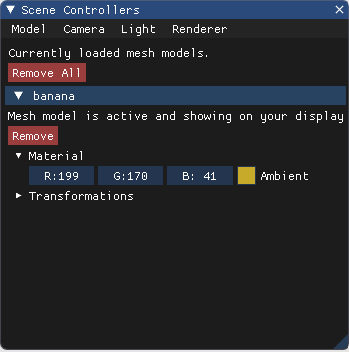 Scene Controllers
Model Camera Light Renderer
Currently loaded mesh models.
Remove All
banana
Mesh model is active and showing on your display
Remove
Material
R:199 G:170 B: 41 Ambient
Transformations